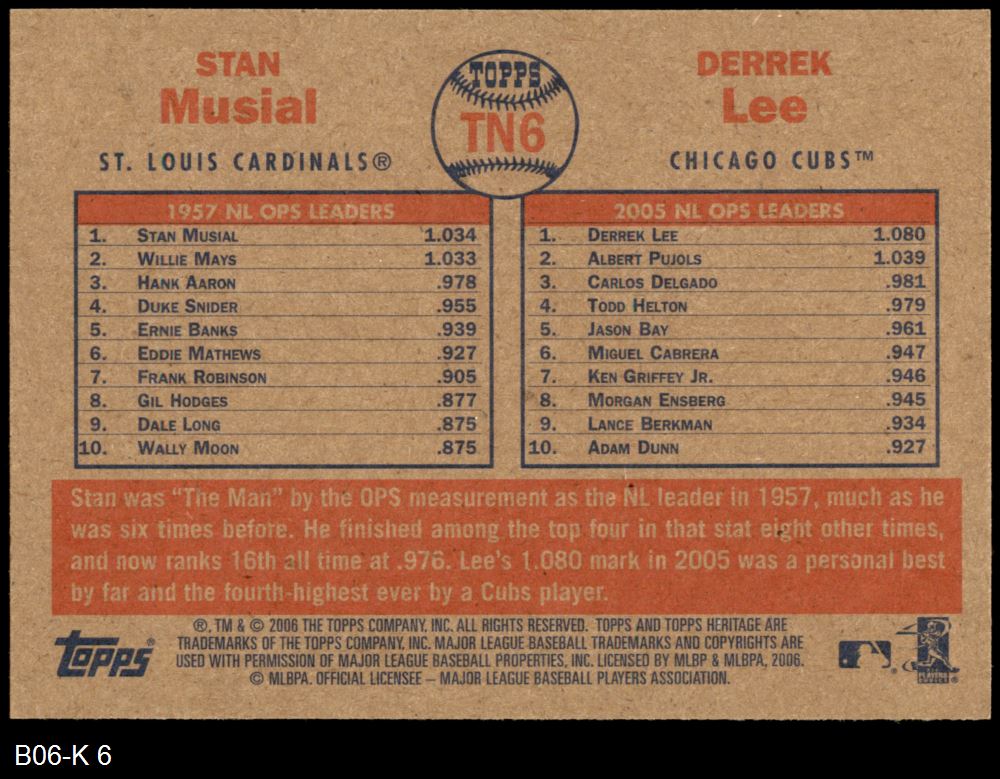 STAN
Musial
ST. LOUIS CARDINALS®
TOPPS
TN6
DERREK
Lee
CHICAGO CUBS™
1957 NL OPS LEADERS
1. STAN MUSIAL 1.034
2. WILLIE MAYS 1.033
3. HANK AARON .978
4. DUKE SNIDER .955
5. ERNIE BANKS .939
6. EDDIE MATHEWS .927
7. FRANK ROBINSON .905
8. GIL HODGES .877
9. DALE LONG .875
10. WALLY MOON .875
2005 NL OPS LEADERS
1. DERREK LEE 1.080
2. ALBERT PUJOLS 1.039
3. CARLOS DELGADO .981
4. TODD HELTON .979
5. JASON BAY .961
6. MIGUEL CABRERA .947
7. KEN GRIFFEY JR. .946
8. MORGAN ENSBERG .945
9. LANCE BERKMAN .934
10. ADAM DUNN .927
Stan was "The Man" by the OPS measurement as the NL leader in 1957, much as he
was six times before. He finished among the top four in that stat eight other times,
and now ranks 16th all time at .976. Lee's 1.080 mark in 2005 was a personal best
by far and the fourth-highest ever by a Cubs player.
®, TM & © 2006 THE TOPPS COMPANY, INC. ALL RIGHTS RESERVED. TOPPS AND TOPPS HERITAGE ARE
TRADEMARKS OF THE TOPPS COMPANY, INC. MAJOR LEAGUE BASEBALL TRADEMARKS AND COPYRIGHTS ARE
USED WITH PERMISSION OF MAJOR LEAGUE BASEBALL PROPERTIES, INC. LICENSED BY MLBP & MLBPA, 2006.
© MLBPA. OFFICIAL LICENSEE – MAJOR LEAGUE BASEBALL PLAYERS ASSOCIATION.
Topps®
PLAYERS
CHOICE®
B06-K 6